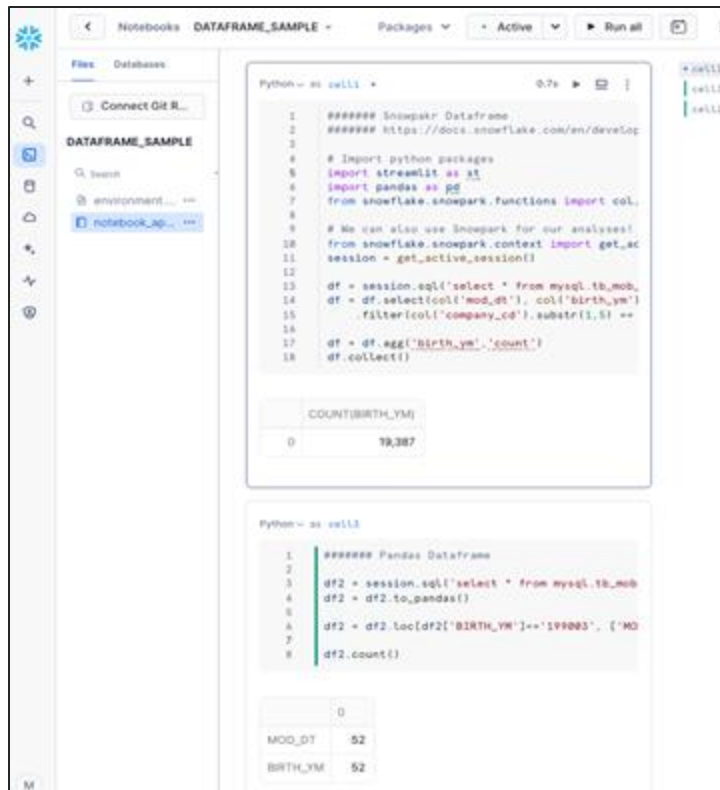 Notebooks DATAFRAME_SAMPLE
Packages
Active
Run all
Files Databases
Connect Git R...
DATAFRAME_SAMPLE
Search
environment....
notebook_ap...
Python as cell1
0.7s
1 ####### Snowpakr Dataframe
2 ####### https://docs.snowflake.com/en/develop
3
4 # Import python packages
5 import streamlit as st
6 import pandas as pd
7 from snowflake.snowpark.functions import col,
8
9 # We can also use Snowpark for our analyses!
10 from snowflake.snowpark.context import get_ac
11 session = get_active_session()
12
13 df = session.sql('select * from mysql.tb_mob_
14 df = df.select(col('mod_dt'), col('birth_ym')
15 .filter(col('company_cd').substr(1,5) ==
16
17 df = df.agg('birth_ym','count')
18 df.collect()
COUNT(BIRTH_YM)
0 19,387
Python as
1 ####### Pandas Dataframe
2
3 df2 = session.sql('select * from mysql.tb_mob
4 df2 = df2.to_pandas()
5
6 df2 = df2.loc[df2['BIRTH_YM']=='199003', ['MO
7
8 df2.count()
0
MOD_DT 52
BIRTH_YM 52
M